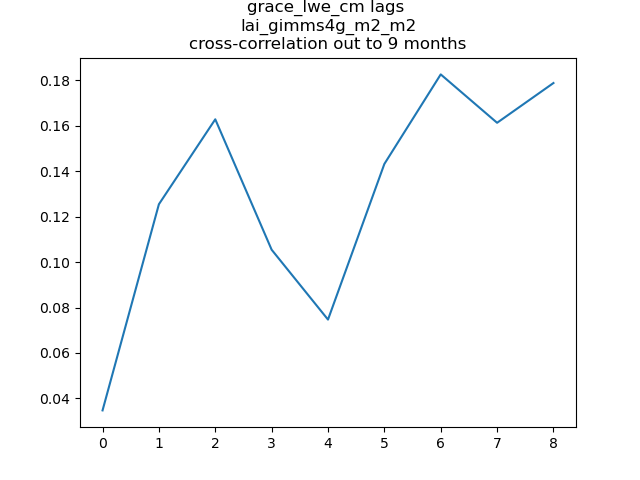 grace_lwe_cm lags
lai_gimms4g_m2_m2
cross-correlation out to 9 months
0.18
0.16
0.14
0.12
0.10
0.08
0.06
0.04
0 1 2 3 4 5 6 7 8